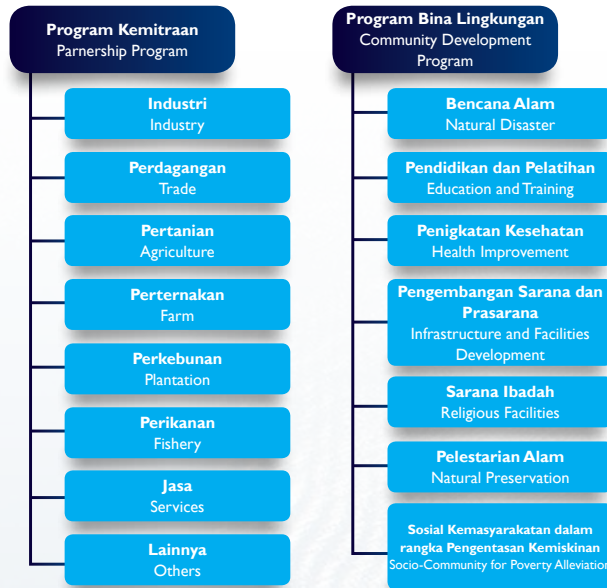 Program Kemitraan
Parnership Program
Industri
Industry
Perdagangan
Trade
Pertanian
Agriculture
Perternakan
Farm
Perkebunan
Plantation
Perikanan
Fishery
Jasa
Services
Lainnya
Others
Program Bina Lingkungan
Community Development
Program
Bencana Alam
Natural Disaster
Pendidikan dan Pelatihan
Education and Training
Penigkatan Kesehatan
Health Improvement
Pengembangan Sarana dan
Prasarana
Infrastructure and Facilities
Development
Sarana Ibadah
Religious Facilities
Pelestarian Alam
Natural Preservation
Sosial Kemasyarakatan dalam
rangka Pengentasan Kemiskinan
Socio-Community for Poverty Alleviation